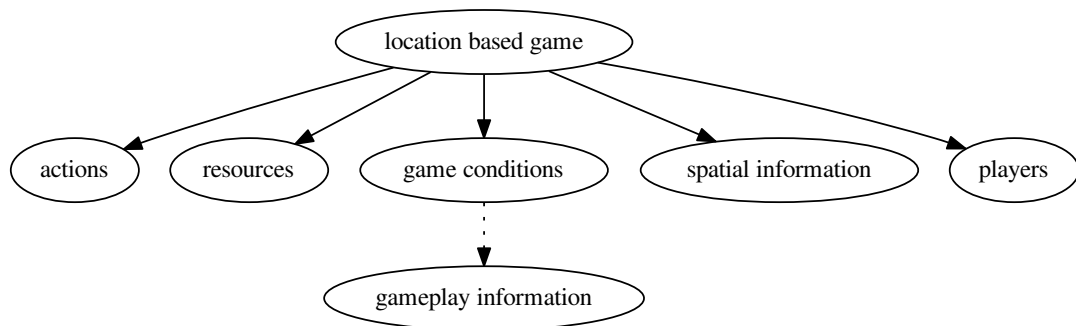 location based game
actions
resources
game conditions
spatial information
players
gameplay information